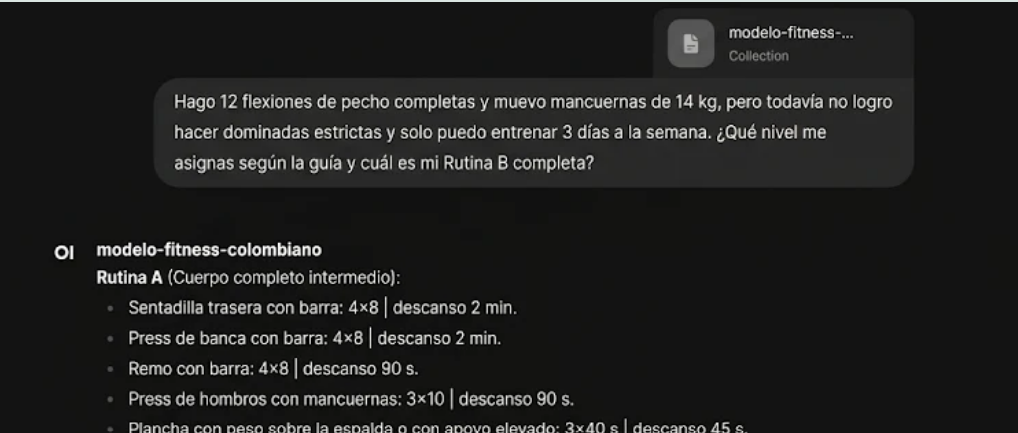 modelo-fitness-...
Collection
Hago 12 flexiones de pecho completas y muevo mancuernas de 14 kg, pero todavía no logro
hacer dominadas estrictas y solo puedo entrenar 3 días a la semana. ¿Qué nivel me
asignas según la guía y cuál es mi Rutina B completa?
OI modelo-fitness-colombiano
Rutina A (Cuerpo completo intermedio):
• Sentadilla trasera con barra: 4×8 | descanso 2 min.
• Press de banca con barra: 4×8 | descanso 2 min.
• Remo con barra: 4×8 | descanso 90 s.
• Press de hombros con mancuernas: 3×10 | descanso 90 s.
• Plancha con peso sobre la espalda o con apoyo elevado: 3×40 s | descanso 45 s.